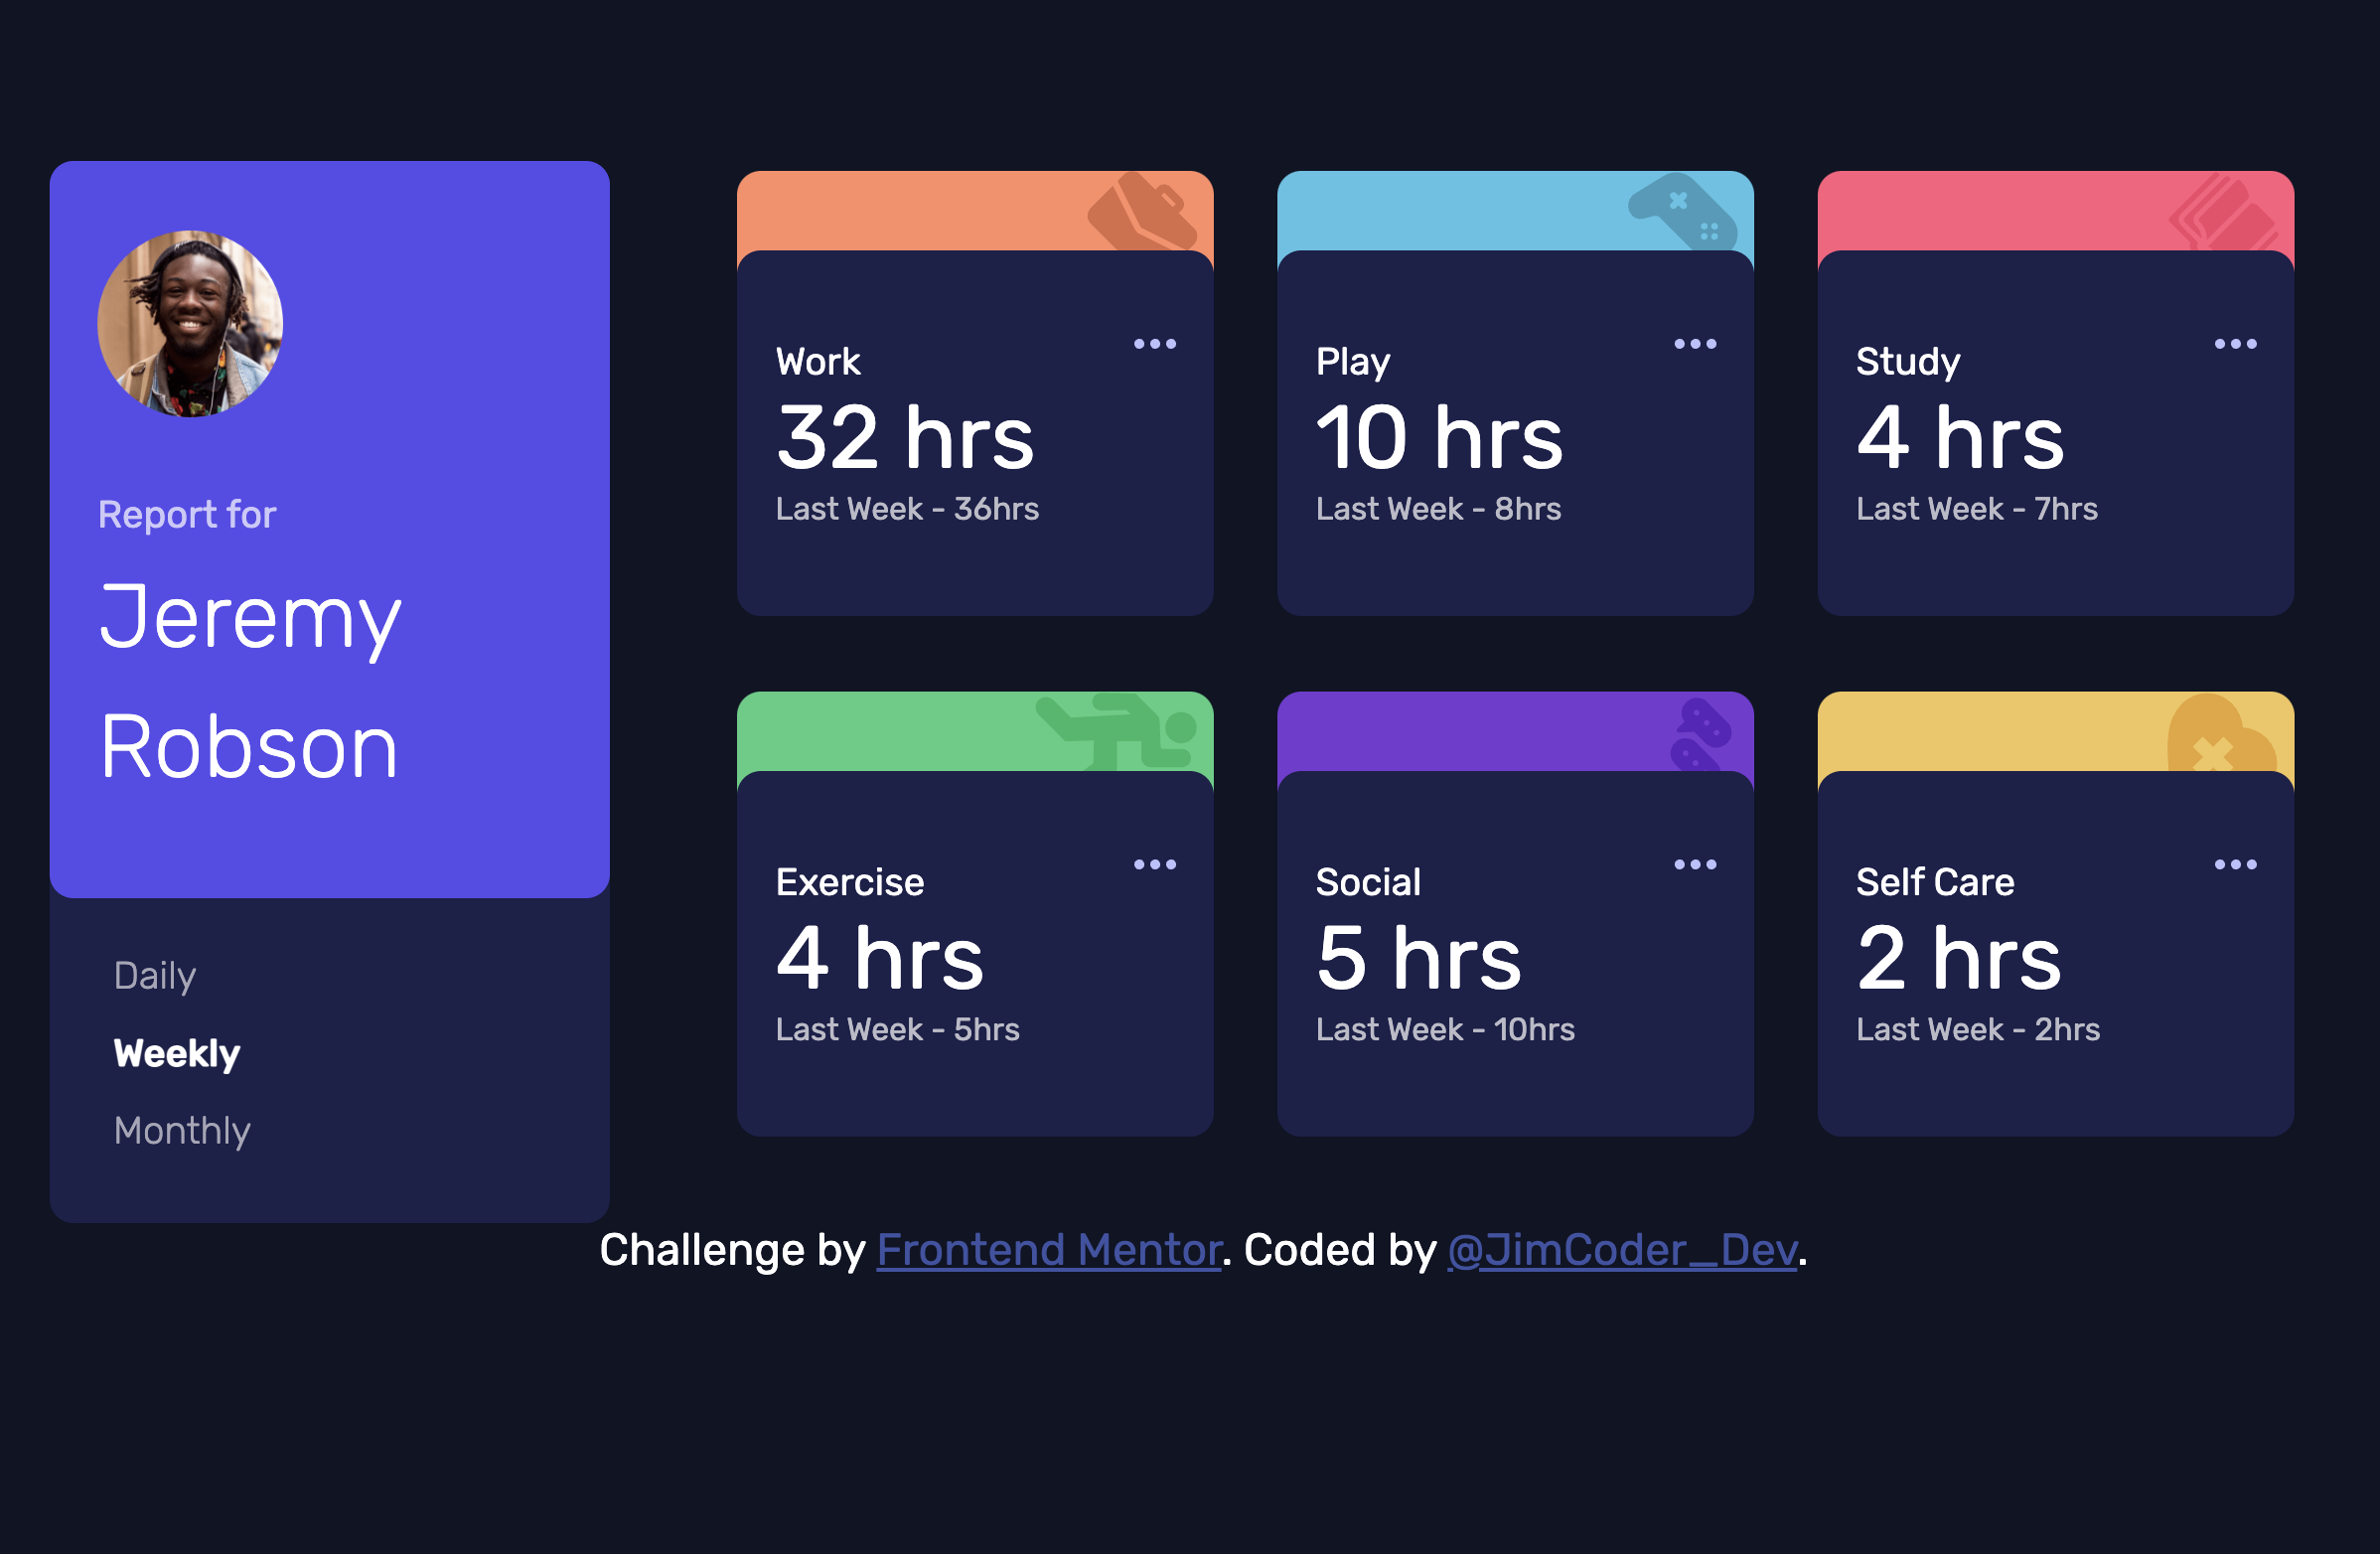 Report for
Jeremy
Robson
Daily
Weekly
Monthly
Work
32 hrs
Last Week - 36hrs
Play
10 hrs
Last Week - 8hrs
Study
4 hrs
Last Week - 7hrs
Exercise
4 hrs
Last Week - 5hrs
Social
5 hrs
Last Week - 10hrs
Self Care
2 hrs
Last Week - 2hrs
Challenge by Frontend Mentor. Coded by @JimCoder_Dev.